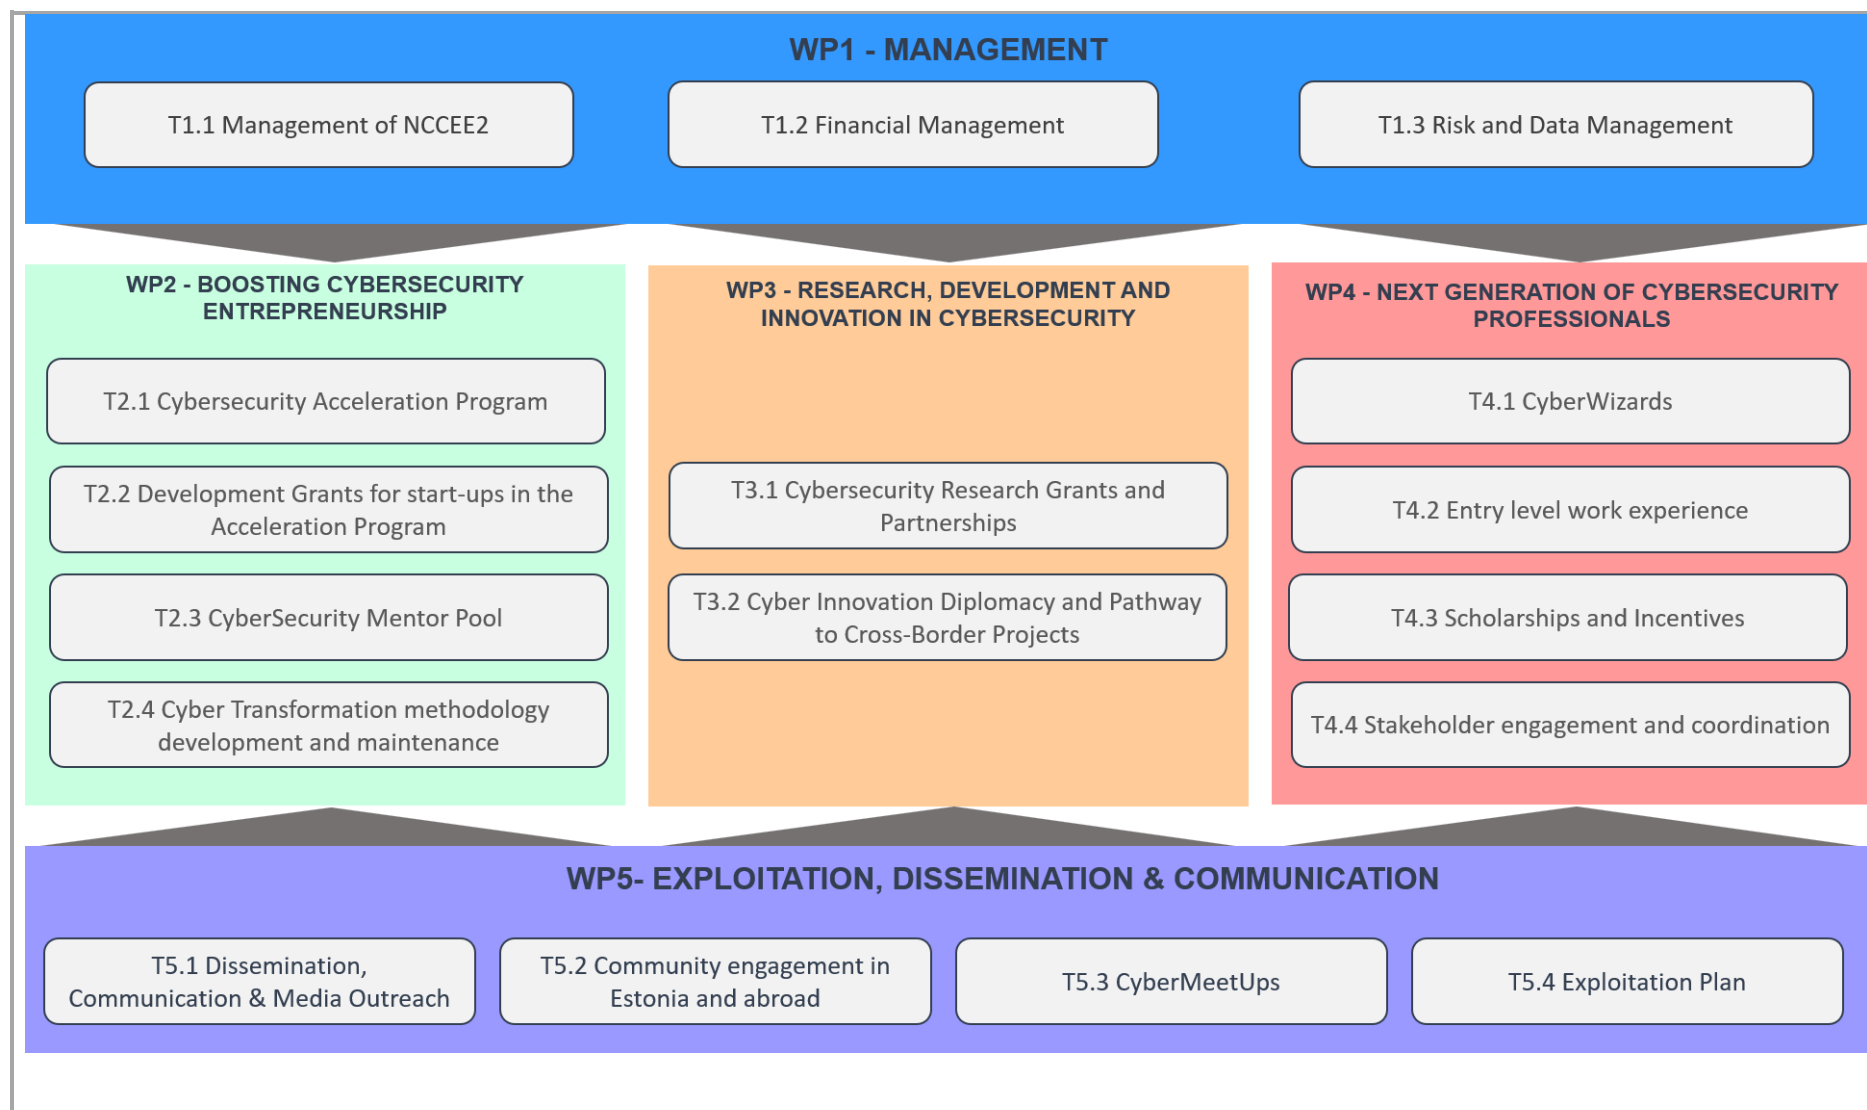 WP1 - MANAGEMENT
T1.1 Management of NCCEE2
T1.2 Financial Management
T1.3 Risk and Data Management
WP2 - BOOSTING CYBERSECURITY
ENTREPRENEURSHIP
T2.1 Cybersecurity Acceleration Program
T2.2 Development Grants for start-ups in the
Acceleration Program
T2.3 CyberSecurity Mentor Pool
T2.4 Cyber Transformation methodology
development and maintenance
WP3 - RESEARCH, DEVELOPMENT AND
INNOVATION IN CYBERSECURITY
T3.1 Cybersecurity Research Grants and
Partnerships
T3.2 Cyber Innovation Diplomacy and Pathway
to Cross-Border Projects
WP4 - NEXT GENERATION OF CYBERSECURITY
PROFESSIONALS
T4.1 CyberWizards
T4.2 Entry level work experience
T4.3 Scholarships and Incentives
T4.4 Stakeholder engagement and coordination
WP5- EXPLOITATION, DISSEMINATION & COMMUNICATION
T5.1 Dissemination,
Communication & Media Outreach
T5.2 Community engagement in
Estonia and abroad
T5.3 CyberMeetUps
T5.4 Exploitation Plan